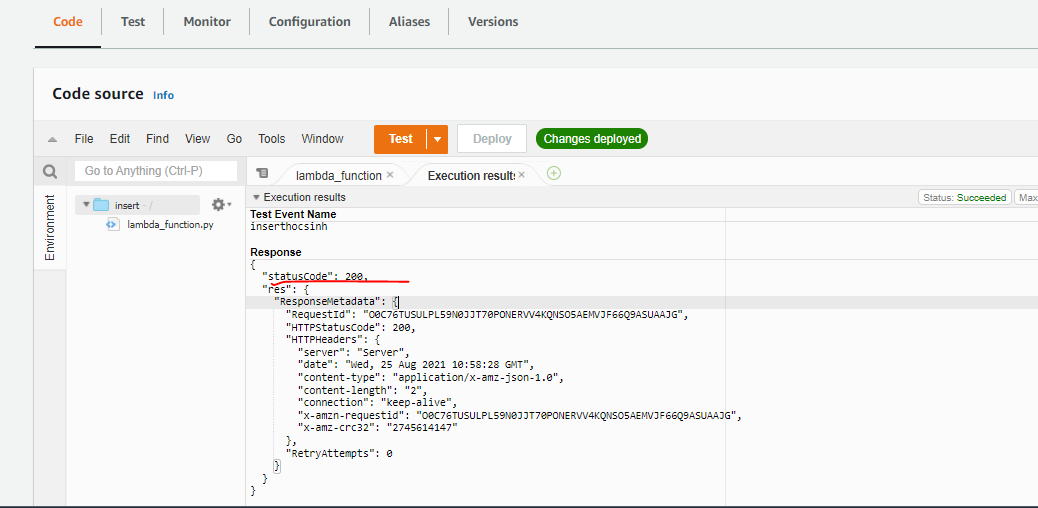 Code Test Monitor Configuration Aliases Versions
Code source Info
File Edit Find View Go Tools Window Test Deploy Changes deployed
Go to Anything (Ctrl-P) lambda_function Execution results
Environment
insert - /
lambda_function.py
Execution results Status: Succeeded Max
Test Event Name
inserthocsinh
Response
{
"statusCode": 200,
"res": {
"ResponseMetadata": {
"RequestId": "O0C76TUSULPL59N0JJT70PONERVV4KQNSO5AEMVJF66Q9ASUAAJG",
"HTTPStatusCode": 200,
"HTTPHeaders": {
"server": "Server",
"date": "Wed, 25 Aug 2021 10:58:28 GMT",
"content-type": "application/x-amz-json-1.0",
"content-length": "2",
"connection": "keep-alive",
"x-amzn-requestid": "O0C76TUSULPL59N0JJT70PONERVV4KQNSO5AEMVJF66Q9ASUAAJG",
"x-amz-crc32": "2745614147"
},
"RetryAttempts": 0
}
}
}